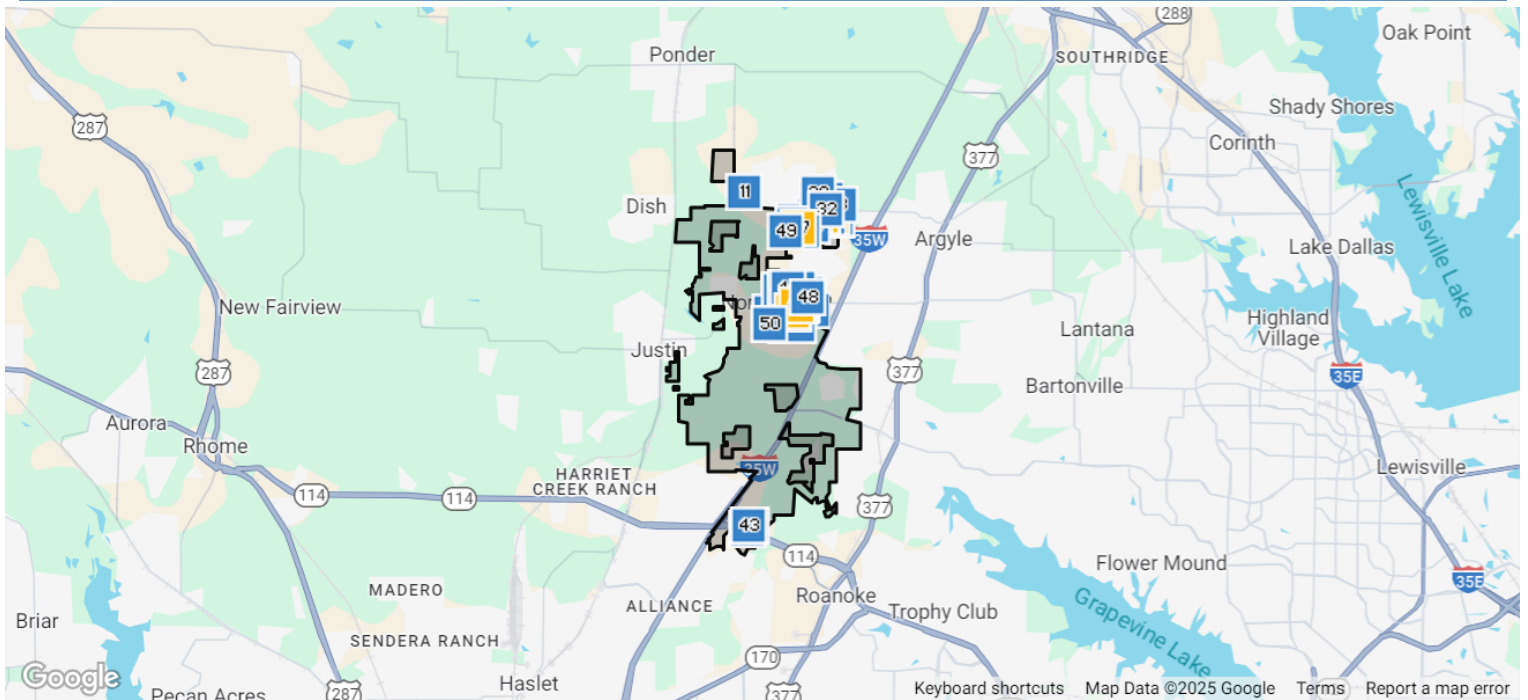 288
Oak Point
Ponder
SOUTHRIDGE
Shady Shores
287
Corinth
377
11
Dish
32
49
35W
Argyle
Lewisville Lake
Lake Dallas
New Fairview
48
50
Highland
Village
Lantana
Justin
287
377
35E
Bartonville
Aurora
Rhome
35W
Lewisville
HARRIET
CREEK RANCH
114
114
377
43
114
Flower Mound
35E
MADERO
ALLIANCE
Roanoke
Trophy Club
Grapevine Lake
Briar
SENDERA RANCH
170
Haslet
Google
Pecan Acres
287
377
Keyboard shortcuts Map Data ©2025 Google Terms Report a map error